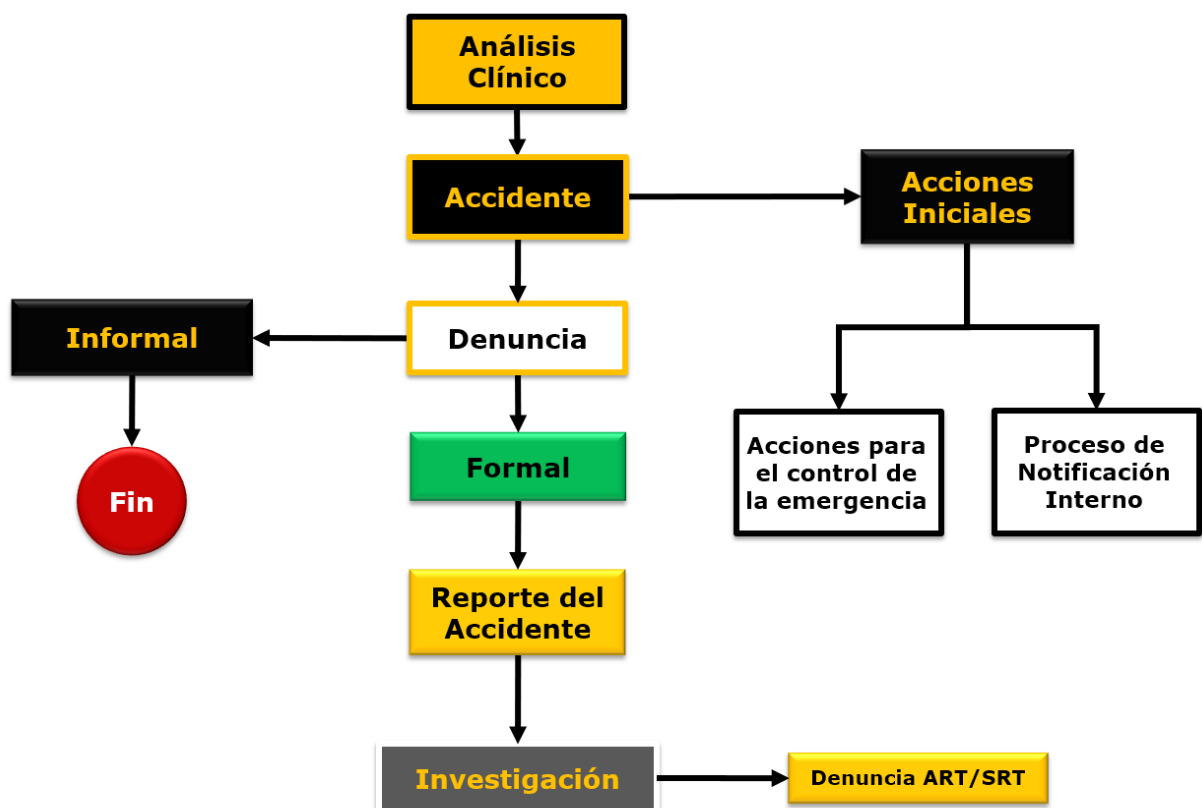 Análisis
Clínico
Accidente
Acciones
Iniciales
Informal
Denuncia
Acciones para
el control de
la emergencia
Proceso de
Notificación
Interno
Formal
Fin
Reporte del
Accidente
Investigación
Denuncia ART/SRT